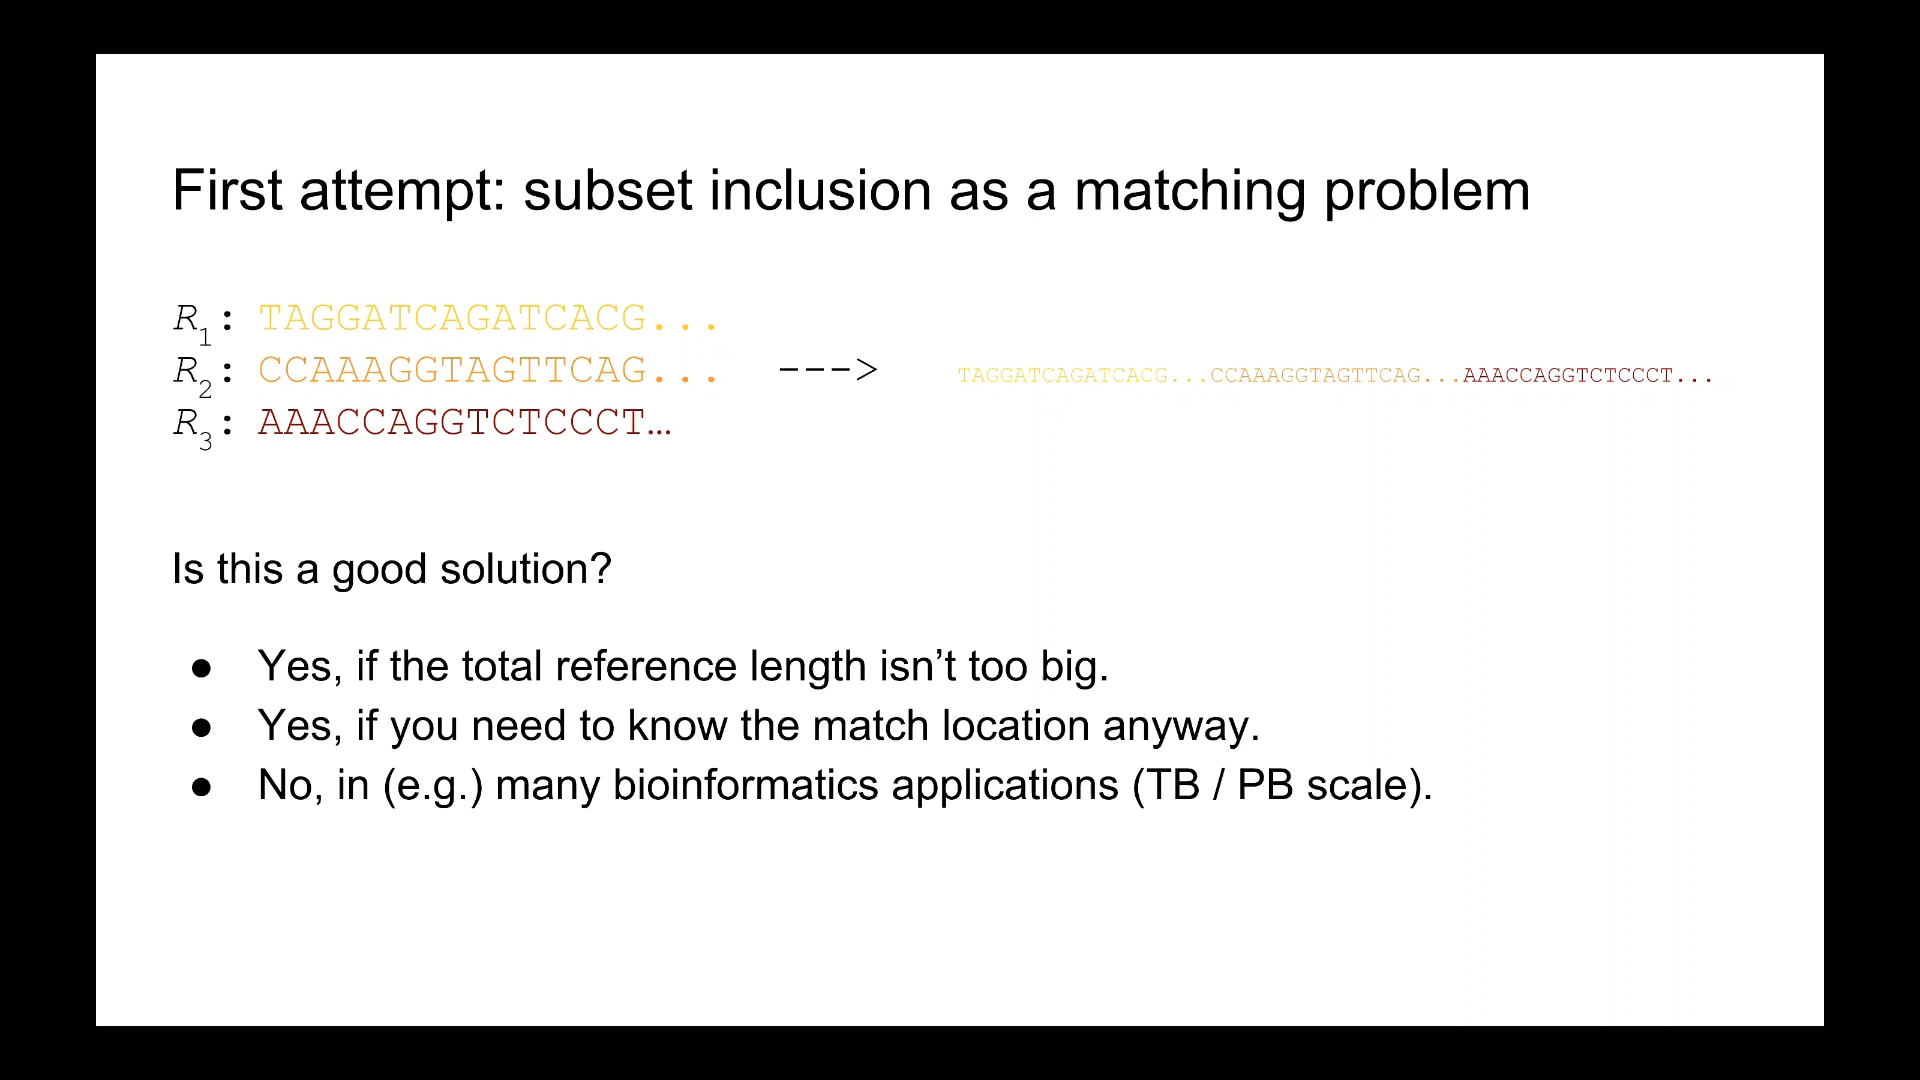 First attempt: subset inclusion as a matching problem
R1: TAGGATCAGATCACG...
R2: CCAAAGGTAGTTCAG... ---> TAGGATCAGATCACG...CCAAAGGTAGTTCAG...AAACCAGGTCTCCCT...
R3: AAACCAGGTCTCCCT…
Is this a good solution?
● Yes, if the total reference length isn’t too big.
● Yes, if you need to know the match location anyway.
● No, in (e.g.) many bioinformatics applications (TB / PB scale).